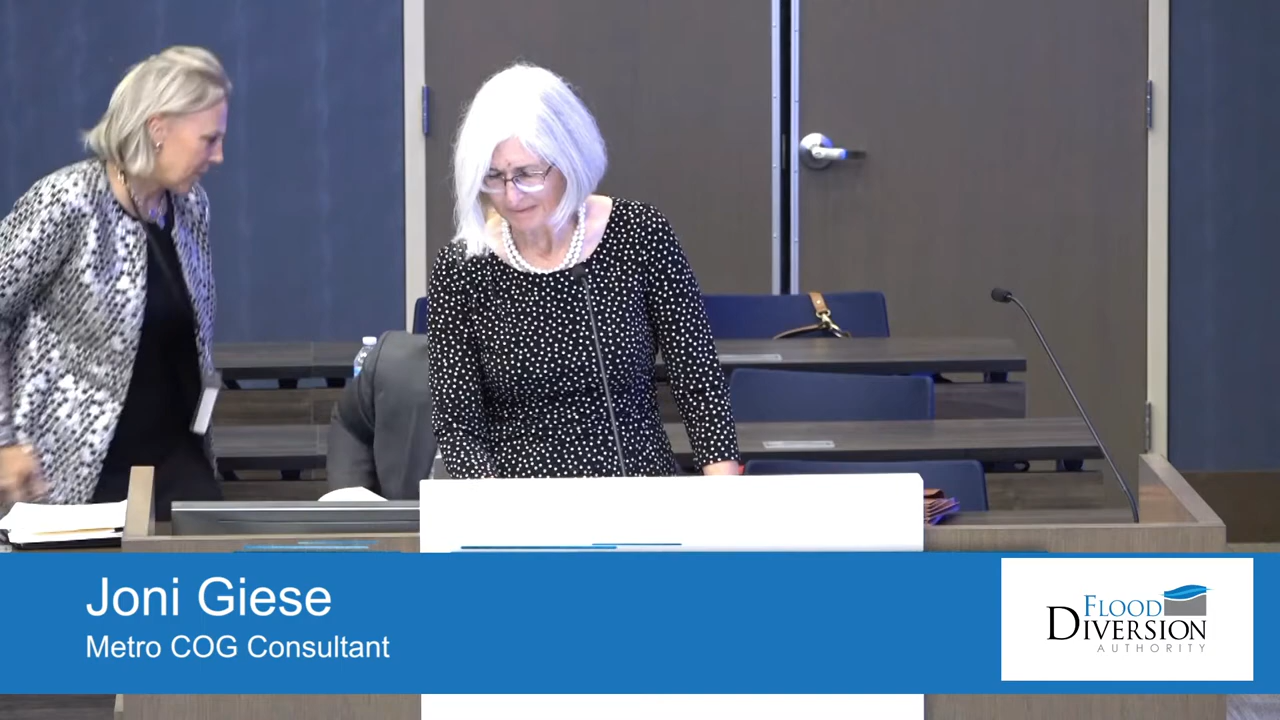 Joni Giese
Metro COG Consultant
FLOOD
DIVERSION
AUTHORITY